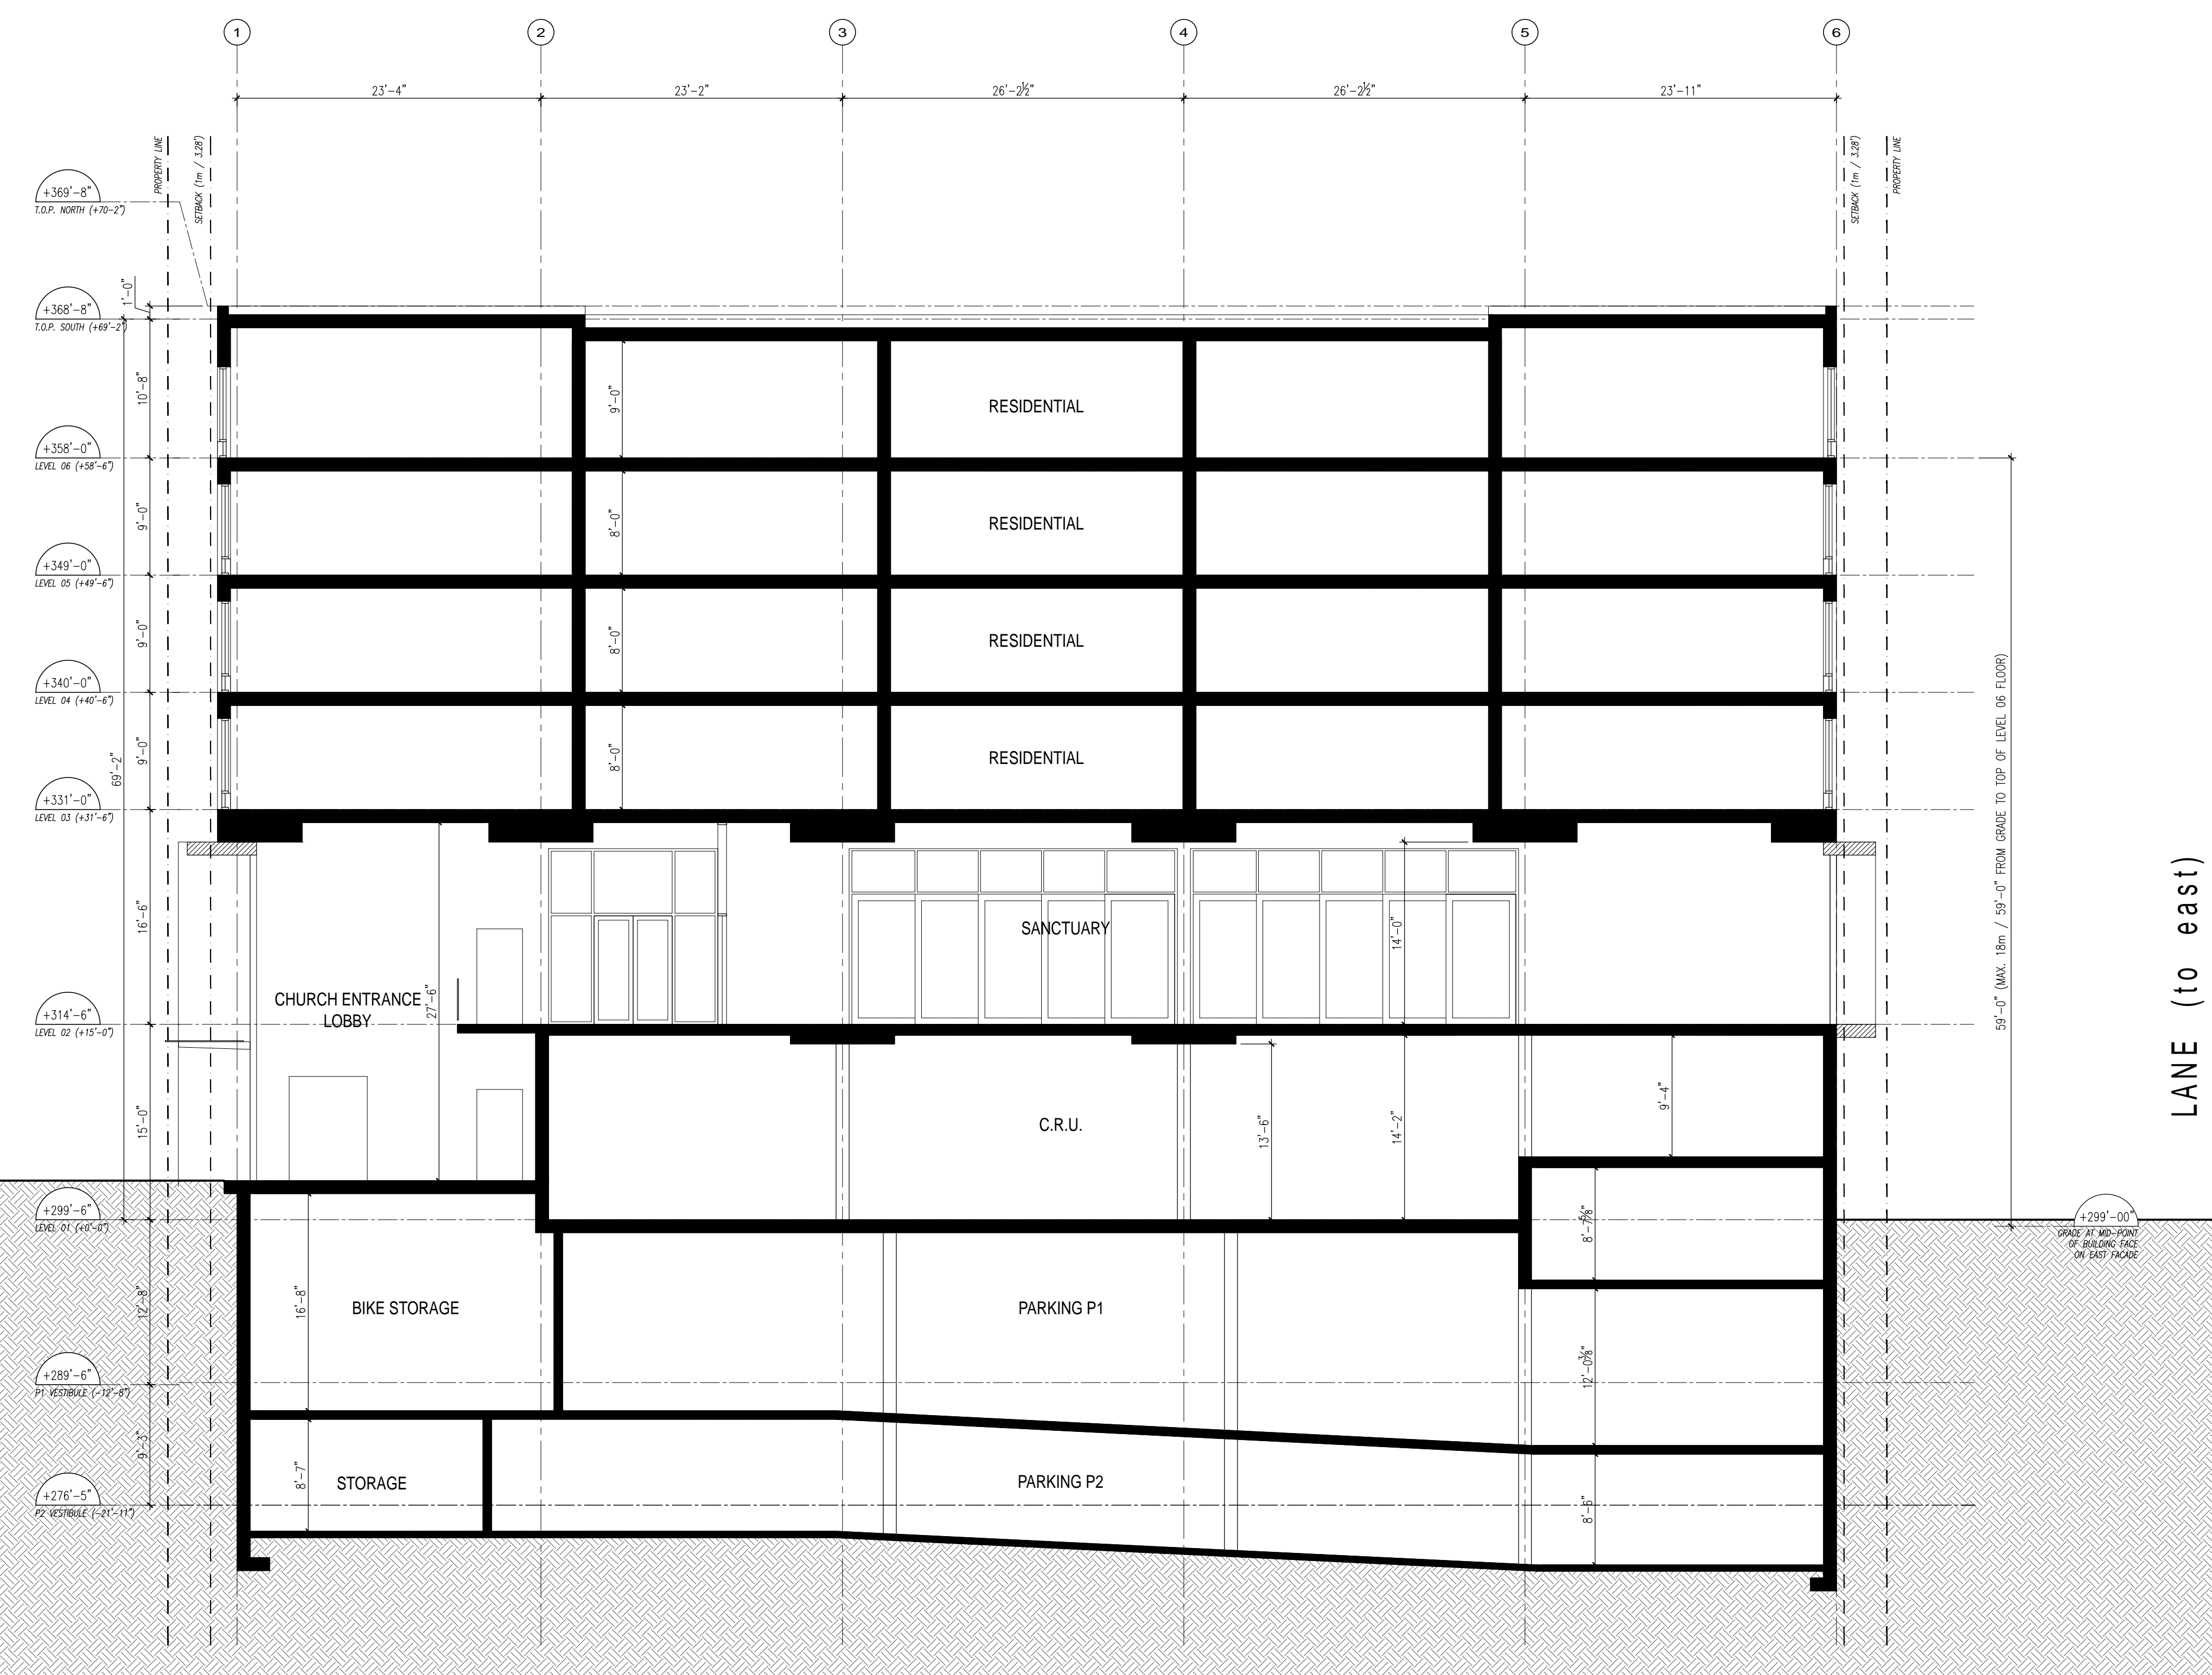 1
2
3
4
5
6
23'-4"
23'-2"
26'-2½"
26'-2½"
23'-11"
PROPERTY LINE
SETBACK (1m / 3.28')
SETBACK (1m / 3.28')
PROPERTY LINE
+369'-8"
T.O.P. NORTH (+70-2")
1'-0"
+368'-8"
T.O.P. SOUTH (+69'-2")
10'-8"
9'-0"
RESIDENTIAL
+358'-0"
LEVEL 06 (+58'-6")
9'-0"
8'-0"
RESIDENTIAL
+349'-0"
LEVEL 05 (+49'-6")
9'-0"
8'-0"
RESIDENTIAL
+340'-0"
LEVEL 04 (+40'-6")
69'-2"
9'-0"
8'-0"
RESIDENTIAL
59'-0" (MAX. 18m / 59'-0" FROM GRADE TO TOP OF LEVEL 06 FLOOR)
+331'-0"
LEVEL 03 (+31'-6")
16'-6"
SANCTUARY
14'-0"
CHURCH ENTRANCE
LOBBY
27'-6"
LANE (to east)
+314'-6"
LEVEL 02 (+15'-0")
15'-0"
C.R.U.
13'-6"
14'-2"
9'-4"
+299'-6"
LEVEL 01 (+0'-0")
8'-7⅝"
+299'-00"
GRADE AT MID-POINT
OF BUILDING FACE
ON EAST FACADE
12'-8"
16'-8"
BIKE STORAGE
PARKING P1
12'-0⅜"
+289'-6"
P1 VESTIBULE (-12'-8")
9'-3"
8'-7"
STORAGE
PARKING P2
8'-6"
+276'-5"
P2 VESTIBULE (-21'-11")